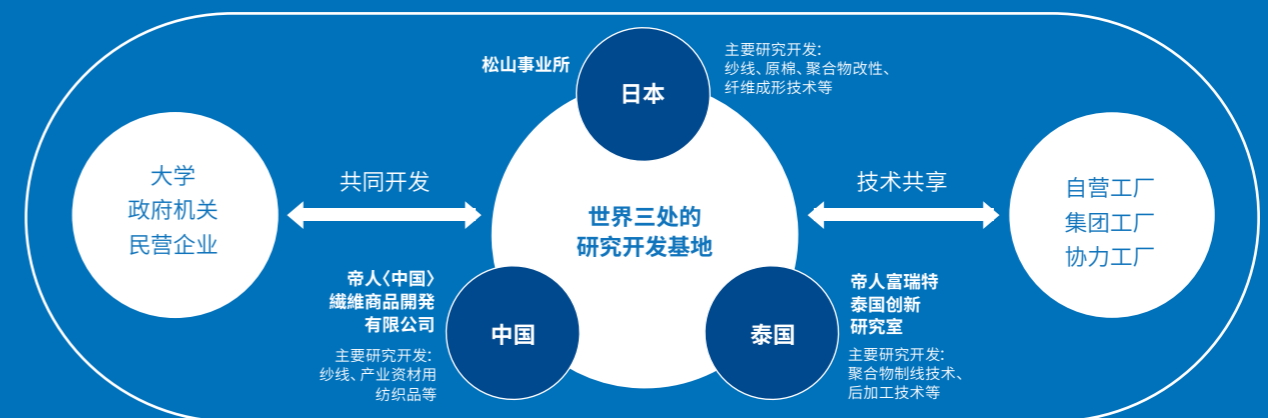 松山事业所
日本
主要研究开发：
纱线、原棉、聚合物改性、
纤维成形技术等
大学
政府机关
民营企业
共同开发
世界三处的
研究开发基地
技术共享
自营工厂
集团工厂
协力工厂
帝人〈中国〉
繊維商品開発
有限公司
主要研究开发：
纱线、产业资材用
纺织品等
中国
泰国
帝人富瑞特
泰国创新
研究室
主要研究开发：
聚合物制线技术、
后加工技术等